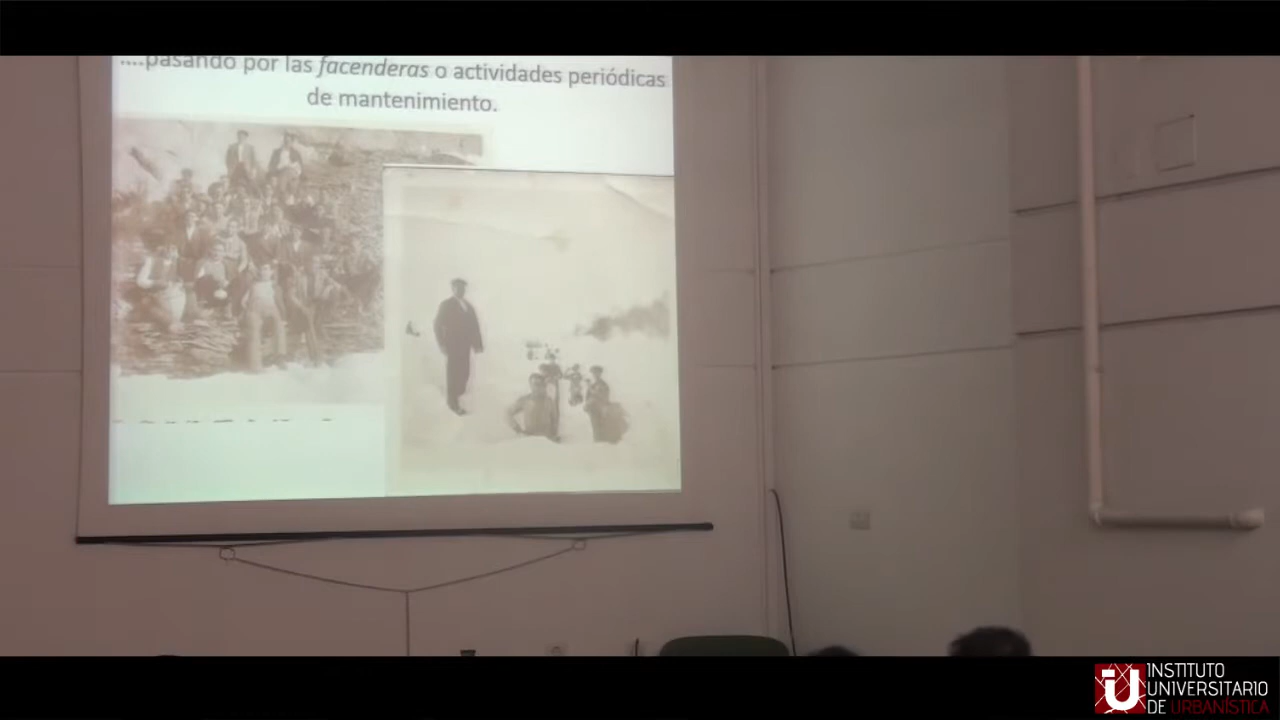 ....pasando por las facenderas o actividades periódicas
de mantenimiento.
INSTITUTO
UNIVERSITARIO
DE URBANÍSTICA